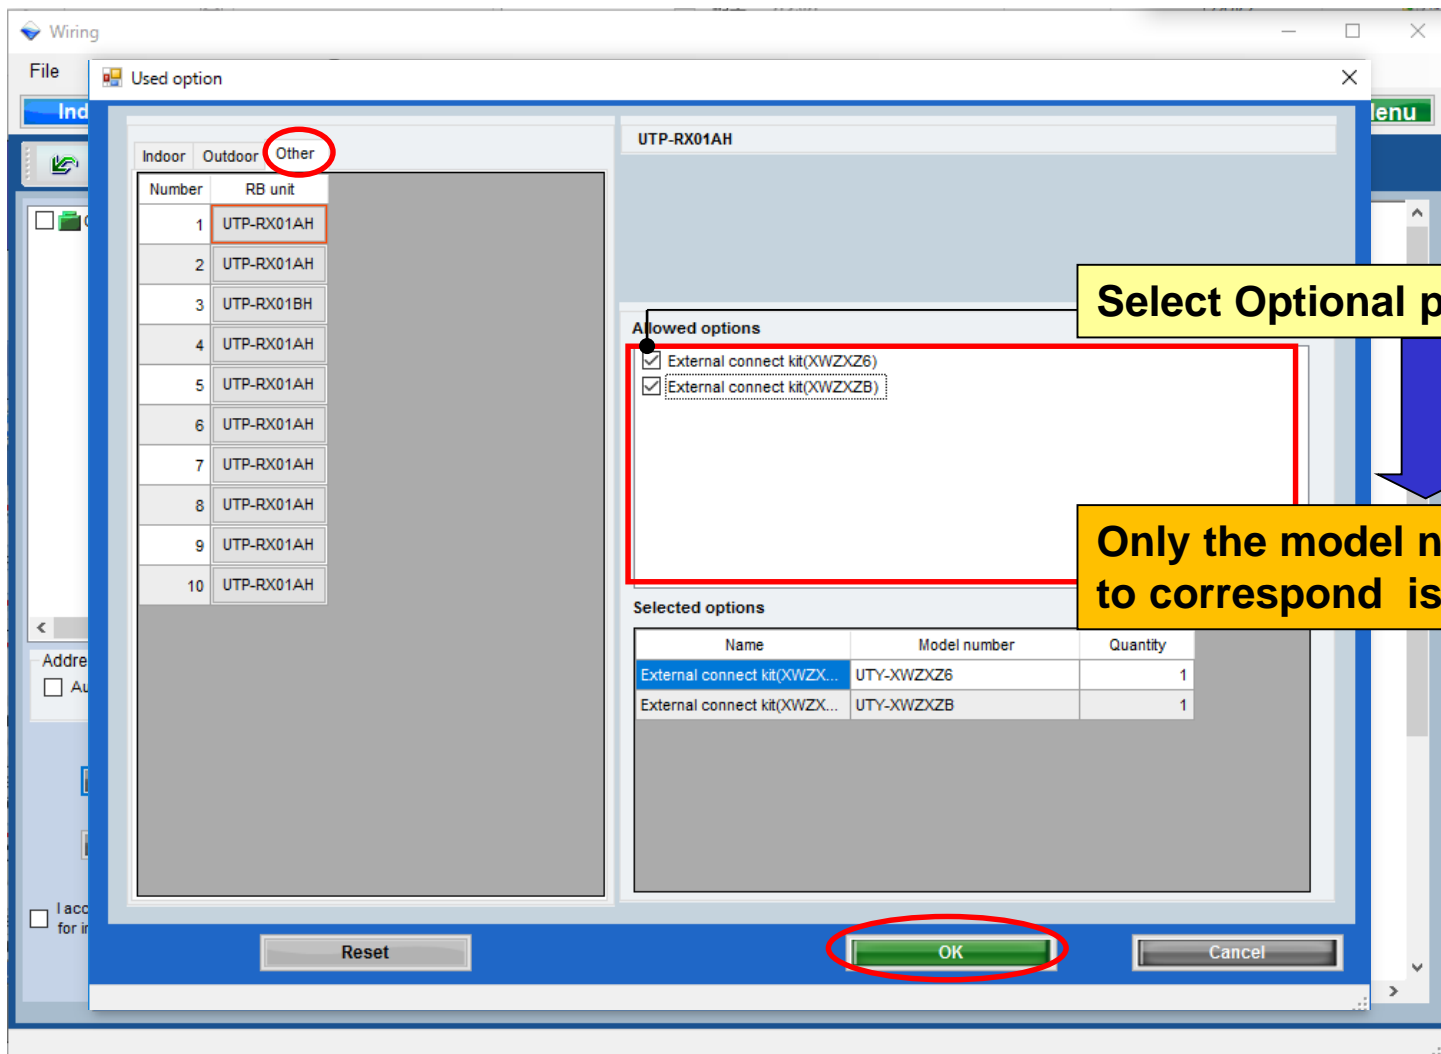 Wiring
File
Used option
Ind
enu
Indoor Outdoor Other
UTP-RX01AH
Number RB unit
1 UTP-RX01AH
2 UTP-RX01AH
3 UTP-RX01BH
4 UTP-RX01AH
5 UTP-RX01AH
6 UTP-RX01AH
7 UTP-RX01AH
8 UTP-RX01AH
9 UTP-RX01AH
10 UTP-RX01AH
Select Optional p
Allowed options
External connect kit(XWZXZ6)
External connect kit(XWZXZB)
Only the model n
to correspond is
Selected options
Name Model number Quantity
External connect kit(XWZX... UTY-XWZXZ6 1
External connect kit(XWZX... UTY-XWZXZB 1
Addre
Au
I acc
for in
Reset OK Cancel